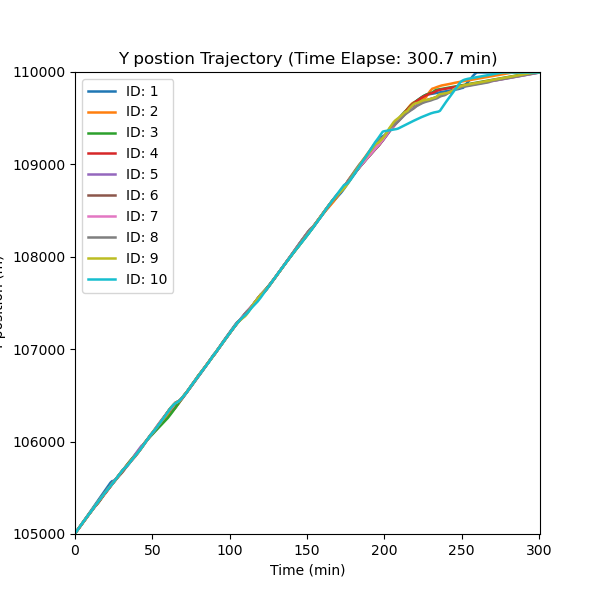 Y postion Trajectory (Time Elapse: 300.7 min)
110000
109000
108000
107000
106000
105000
ID: 1
ID: 2
ID: 3
ID: 4
ID: 5
ID: 6
ID: 7
ID: 8
ID: 9
ID: 10
0 50 100 150 200 250 300
Time (min)